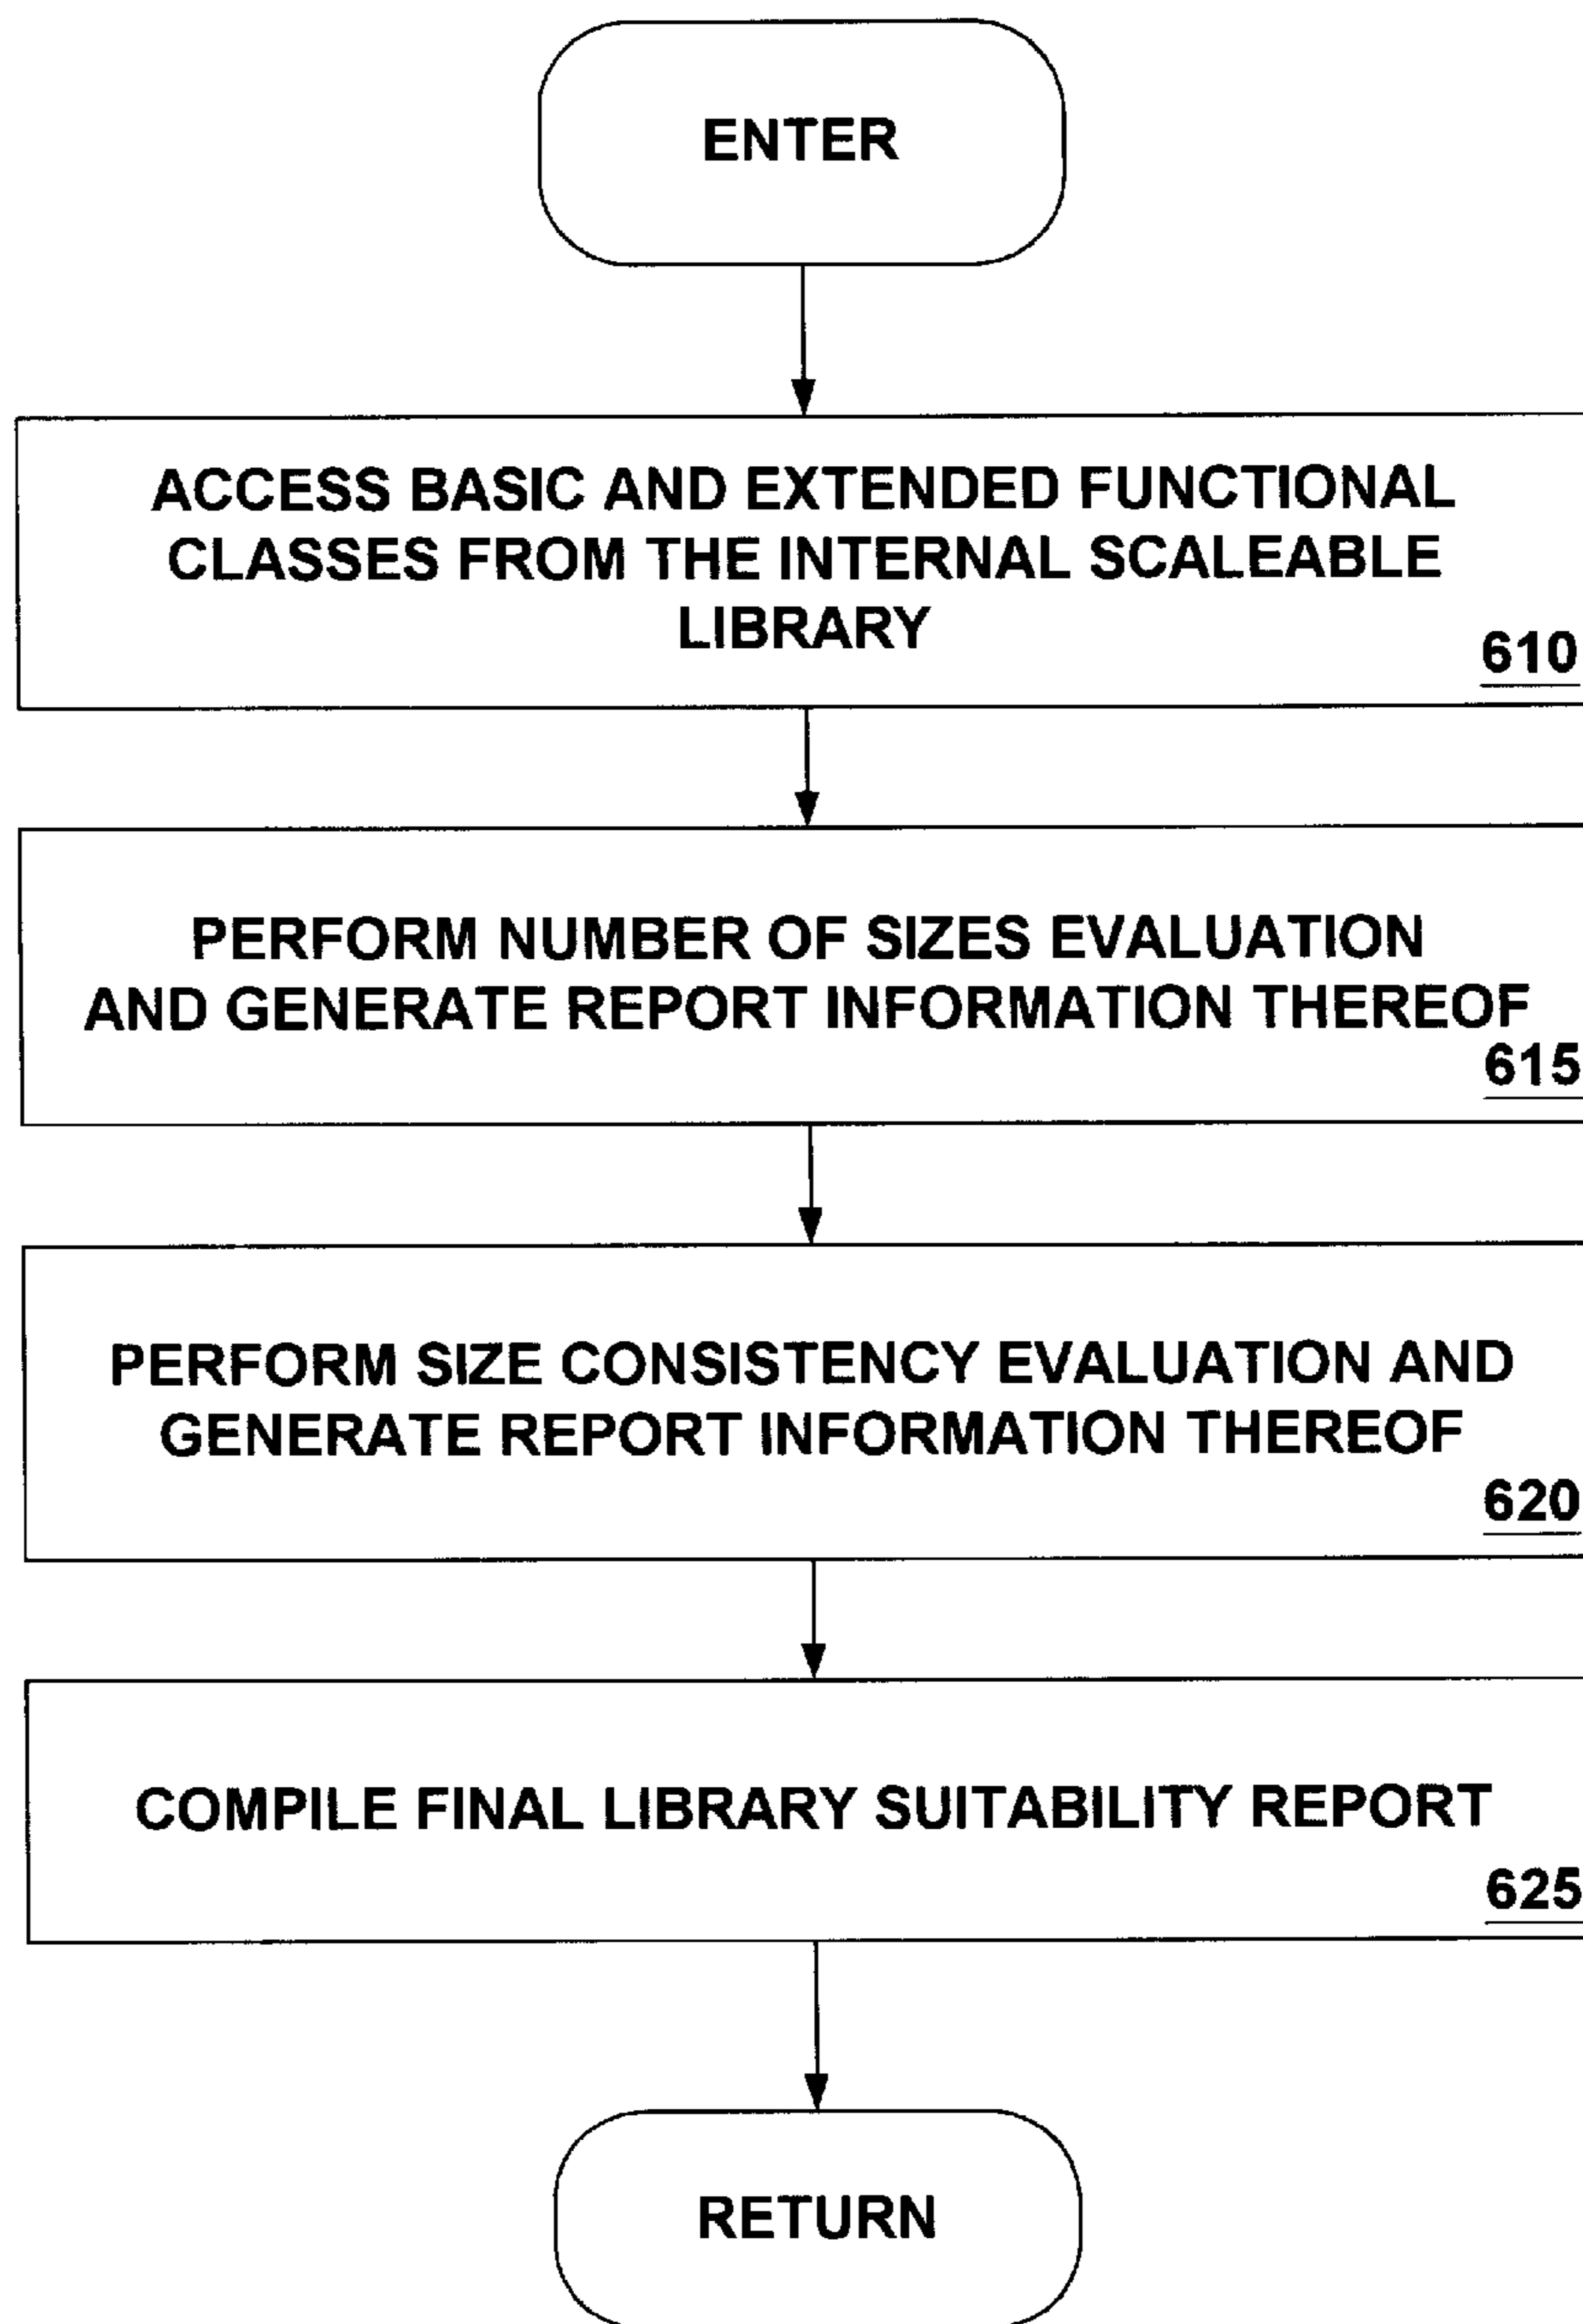 ENTER
ACCESS BASIC AND EXTENDED FUNCTIONAL
CLASSES FROM THE INTERNAL SCALEABLE
LIBRARY
610
PERFORM NUMBER OF SIZES EVALUATION
AND GENERATE REPORT INFORMATION THEREOF
615
PERFORM SIZE CONSISTENCY EVALUATION AND
GENERATE REPORT INFORMATION THEREOF
620
COMPILE FINAL LIBRARY SUITABILITY REPORT
625
RETURN